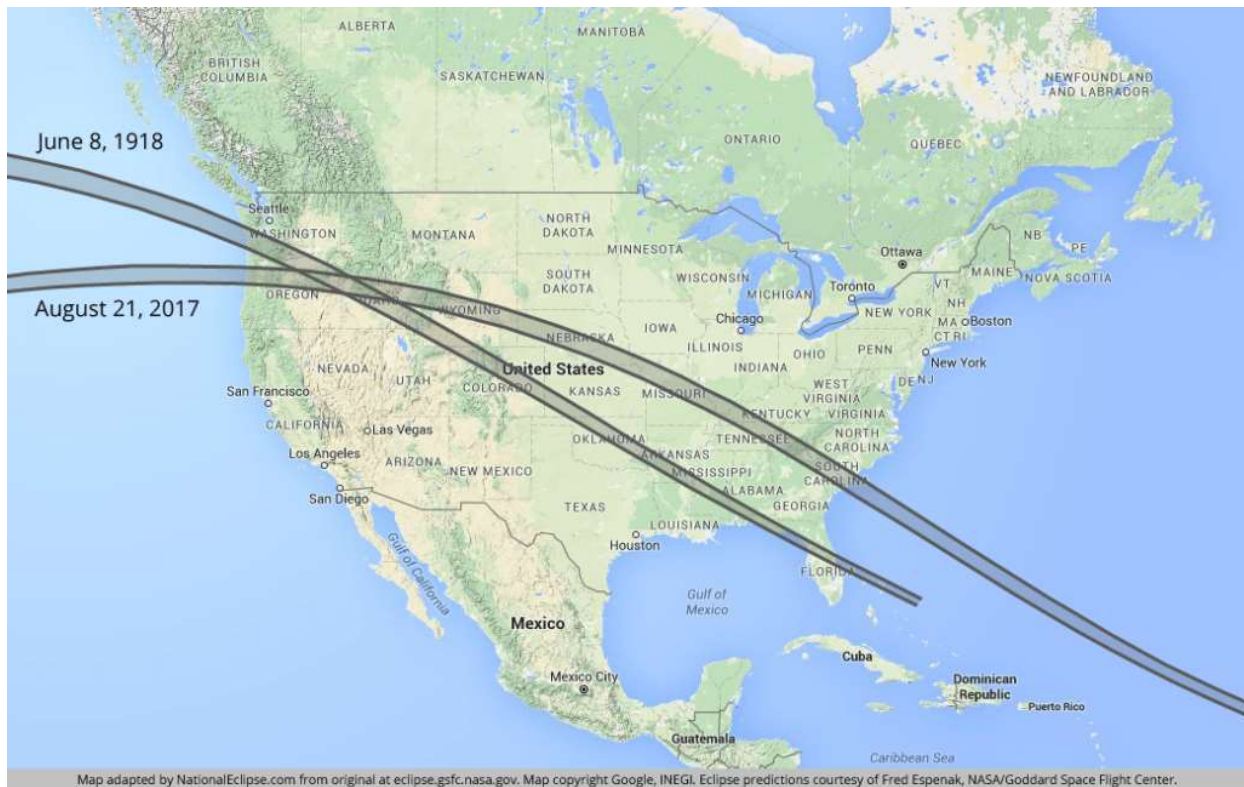 ALBERTA
MANITOBA
BRITISH
COLUMBIA
SASKATCHEWAN
NEWFOUNDLAND
AND LABRADOR
June 8, 1918
ONTARIO
QUEBEC
Seattle
WASHINGTON
MONTANA
NORTH
DAKOTA
MINNESOTA
NB
PE
Ottawa
SOUTH
DAKOTA
WISCONSIN
MICHIGAN
Toronto
VT
MAINE
NOVA SCOTIA
August 21, 2017
OREGON
IDAHO
WYOMING
NH
NEW YORK
MA
Boston
CT RI
Chicago
IOWA
NEBRASKA
ILLINOIS
OHIO
PENN
New York
NEVADA
UTAH
COLORADO
United States
KANSAS
MISSOURI
INDIANA
WEST
VIRGINIA
DE NJ
San Francisco
CALIFORNIA
Las Vegas
KENTUCKY
VIRGINIA
Los Angeles
ARIZONA
NEW MEXICO
OKLAHOMA
ARKANSAS
TENNESSEE
NORTH
CAROLINA
San Diego
MISSISSIPPI
SOUTH
CAROLINA
ALABAMA
GEORGIA
TEXAS
LOUISIANA
Houston
Gulf of California
FLORIDA
Gulf of
Mexico
Mexico
Cuba
Mexico City
Dominican
Republic
Puerto Rico
Guatemala
Caribbean Sea
Map adapted by NationalEclipse.com from original at eclipse.gsfc.nasa.gov. Map copyright Google, INEGI. Eclipse predictions courtesy of Fred Espenak, NASA/Goddard Space Flight Center.